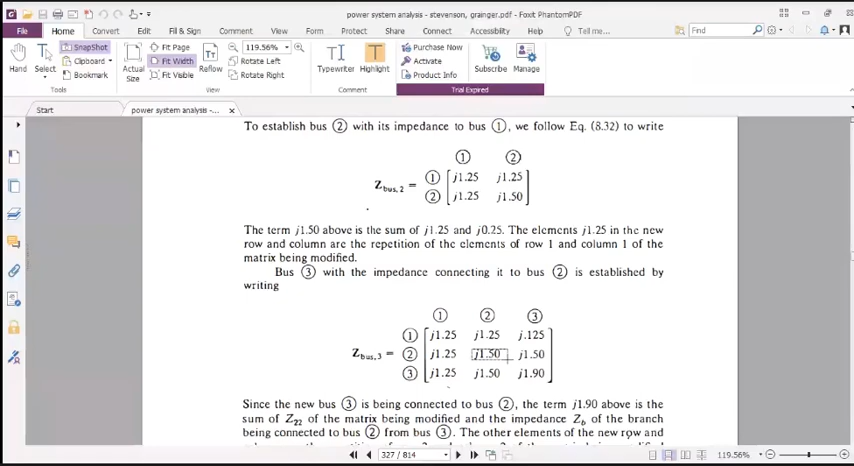 power system analysis - stevenson, grainger.pdf - Foxit PhantomPDF
File Home Convert Edit Fill & Sign Comment View Form Protect Share Connect Accessibility Help Tell me... Find
Hand Select SnapShot Clipboard Bookmark
Tools
Actual Size Fit Page Fit Width Fit Visible Reflow 119.56% Rotate Left Rotate Right
View
Typewriter Highlight
Comment
Purchase Now Activate Product Info Subscribe Manage
Trial Expired
Start power system analysis -...
To establish bus ② with its impedance to bus ①, we follow Eq. (8.32) to write
① ②
Zbus,2 = ① j1.25 j1.25
② j1.25 j1.50
The term j1.50 above is the sum of j1.25 and j0.25. The elements j1.25 in the new
row and column are the repetition of the elements of row 1 and column 1 of the
matrix being modified.
Bus ③ with the impedance connecting it to bus ② is established by
writing
① ② ③
① j1.25 j1.25 j.125
Zbus,3 = ② j1.25 j1.50 j1.50
③ j1.25 j1.50 j1.90
Since the new bus ③ is being connected to bus ②, the term j1.90 above is the
sum of Z22 of the matrix being modified and the impedance Zb of the branch
being connected to bus ② from bus ③. The other elements of the new row and
327 / 814 119.56%